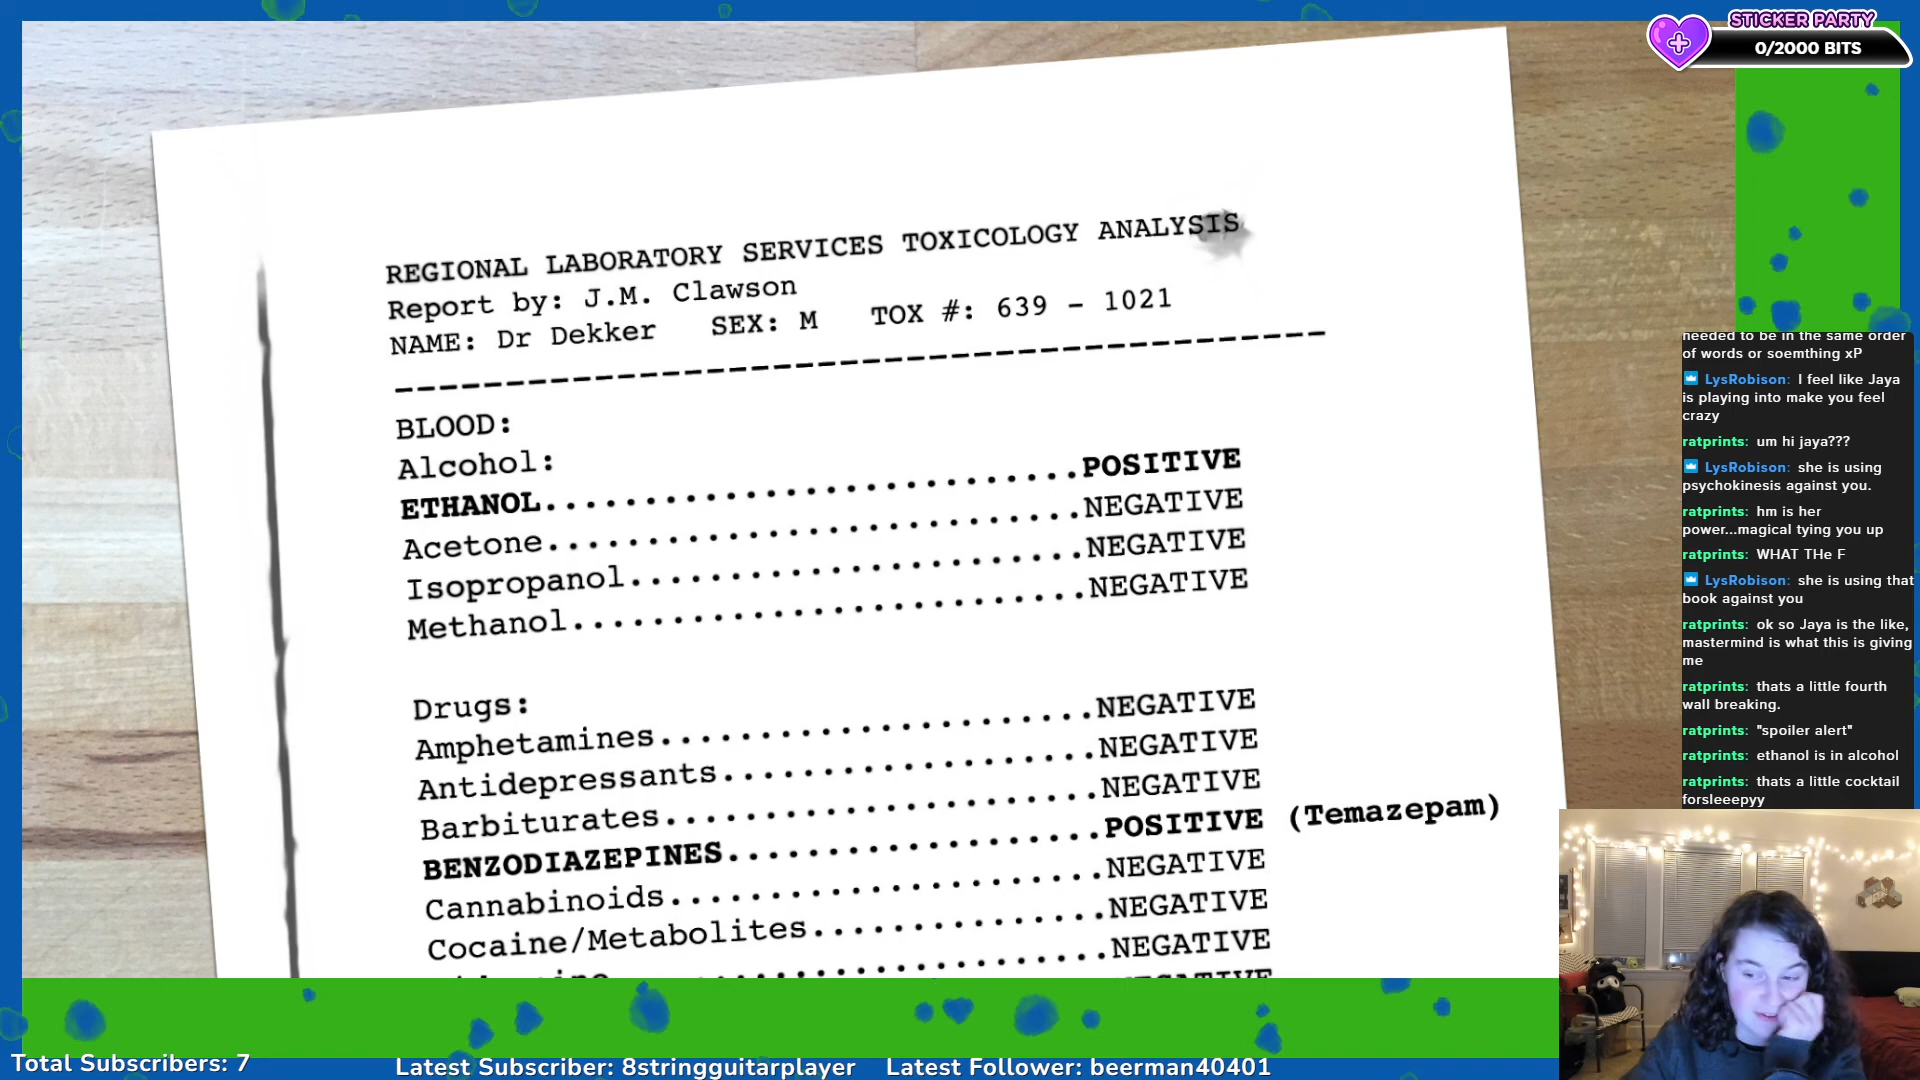 STICKER PARTY
0/2000 BITS
REGIONAL LABORATORY SERVICES TOXICOLOGY ANALYSIS
Report by: J.M. Clawson
NAME: Dr Dekker SEX: M TOX #: 639 - 1021
BLOOD:
Alcohol:
ETHANOL............................POSITIVE
Acetone............................NEGATIVE
Isopropanol........................NEGATIVE
Methanol...........................NEGATIVE
Drugs:
Amphetamines......................NEGATIVE
Antidepressants...................NEGATIVE
Barbiturates......................NEGATIVE
BENZODIAZEPINES...................POSITIVE (Temazepam)
Cannabinoids......................NEGATIVE
Cocaine/Metabolites...............NEGATIVE
NEGATIVE
needed to be in the same order
of words or soemthing xP
LysRobison: I feel like Jaya
is playing into make you feel
crazy
ratprints: um hi jaya???
LysRobison: she is using
psychokinesis against you.
ratprints: hm is her
power...magical tying you up
ratprints: WHAT THe F
LysRobison: she is using that
book against you
ratprints: ok so Jaya is the like,
mastermind is what this is giving
me
ratprints: thats a little fourth
wall breaking.
ratprints: "spoiler alert"
ratprints: ethanol is in alcohol
ratprints: thats a little cocktail
forsleeepyy
Total Subscribers: 7
Latest Subscriber: 8stringguitarplayer
Latest Follower: beerman40401